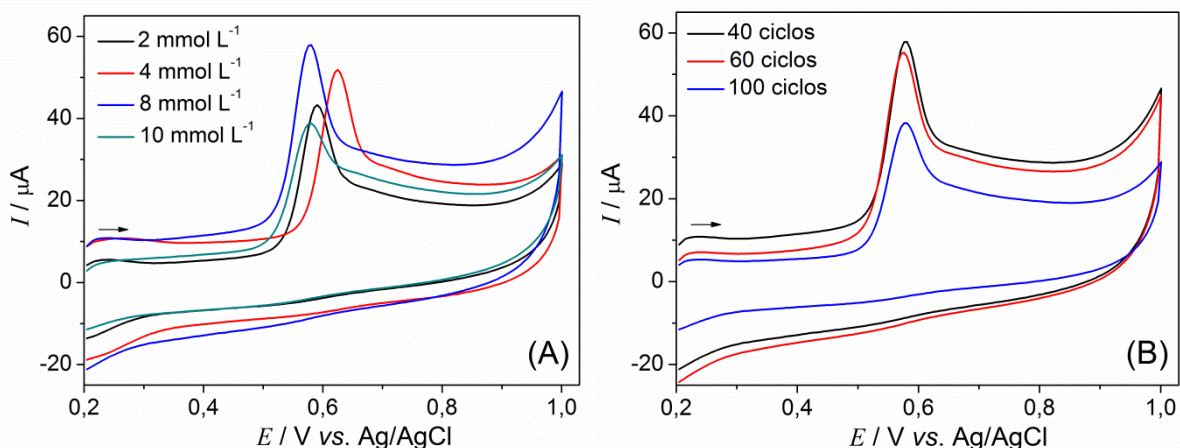 60
40
20
0
-20
I / μA
2 mmol L⁻¹
4 mmol L⁻¹
8 mmol L⁻¹
10 mmol L⁻¹
(A)
0,2 0,4 0,6 0,8 1,0
E / V vs. Ag/AgCl
60
40
20
0
-20
I / μA
40 ciclos
60 ciclos
100 ciclos
(B)
0,2 0,4 0,6 0,8 1,0
E / V vs. Ag/AgCl